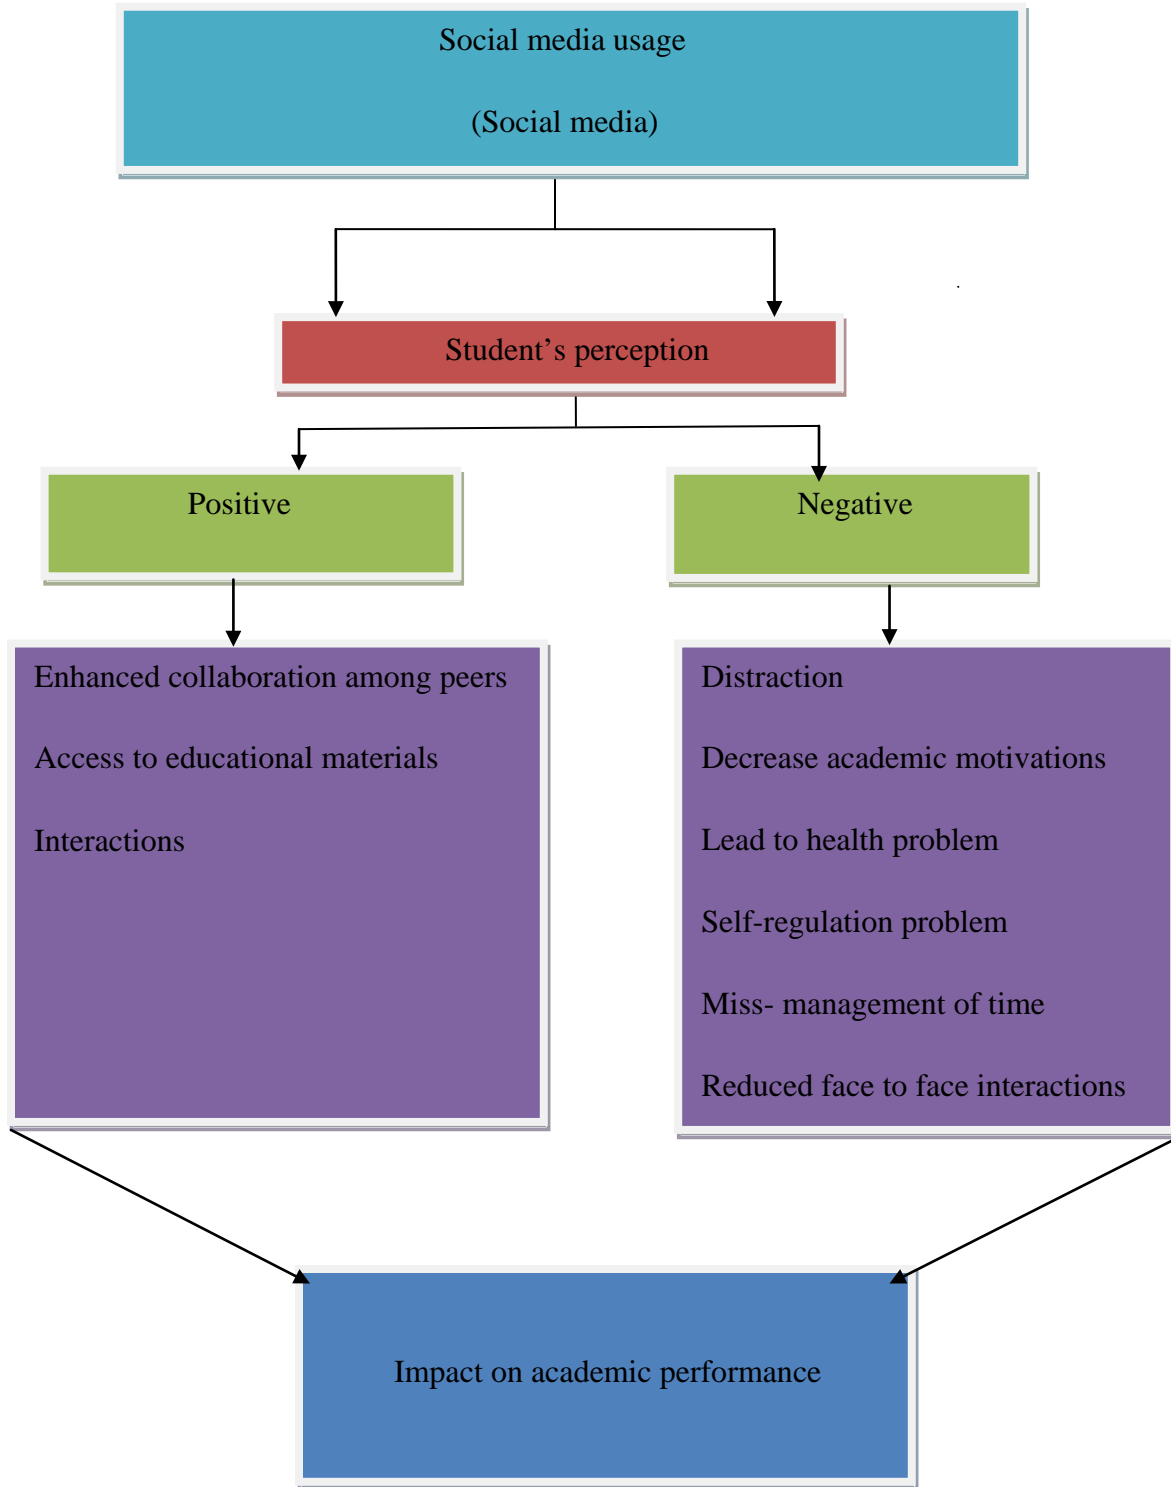 Social media usage
(Social media)
Student’s perception
Positive
Negative
Enhanced collaboration among peers
Access to educational materials
Interactions
Distraction
Decrease academic motivations
Lead to health problem
Self-regulation problem
Miss- management of time
Reduced face to face interactions
Impact on academic performance